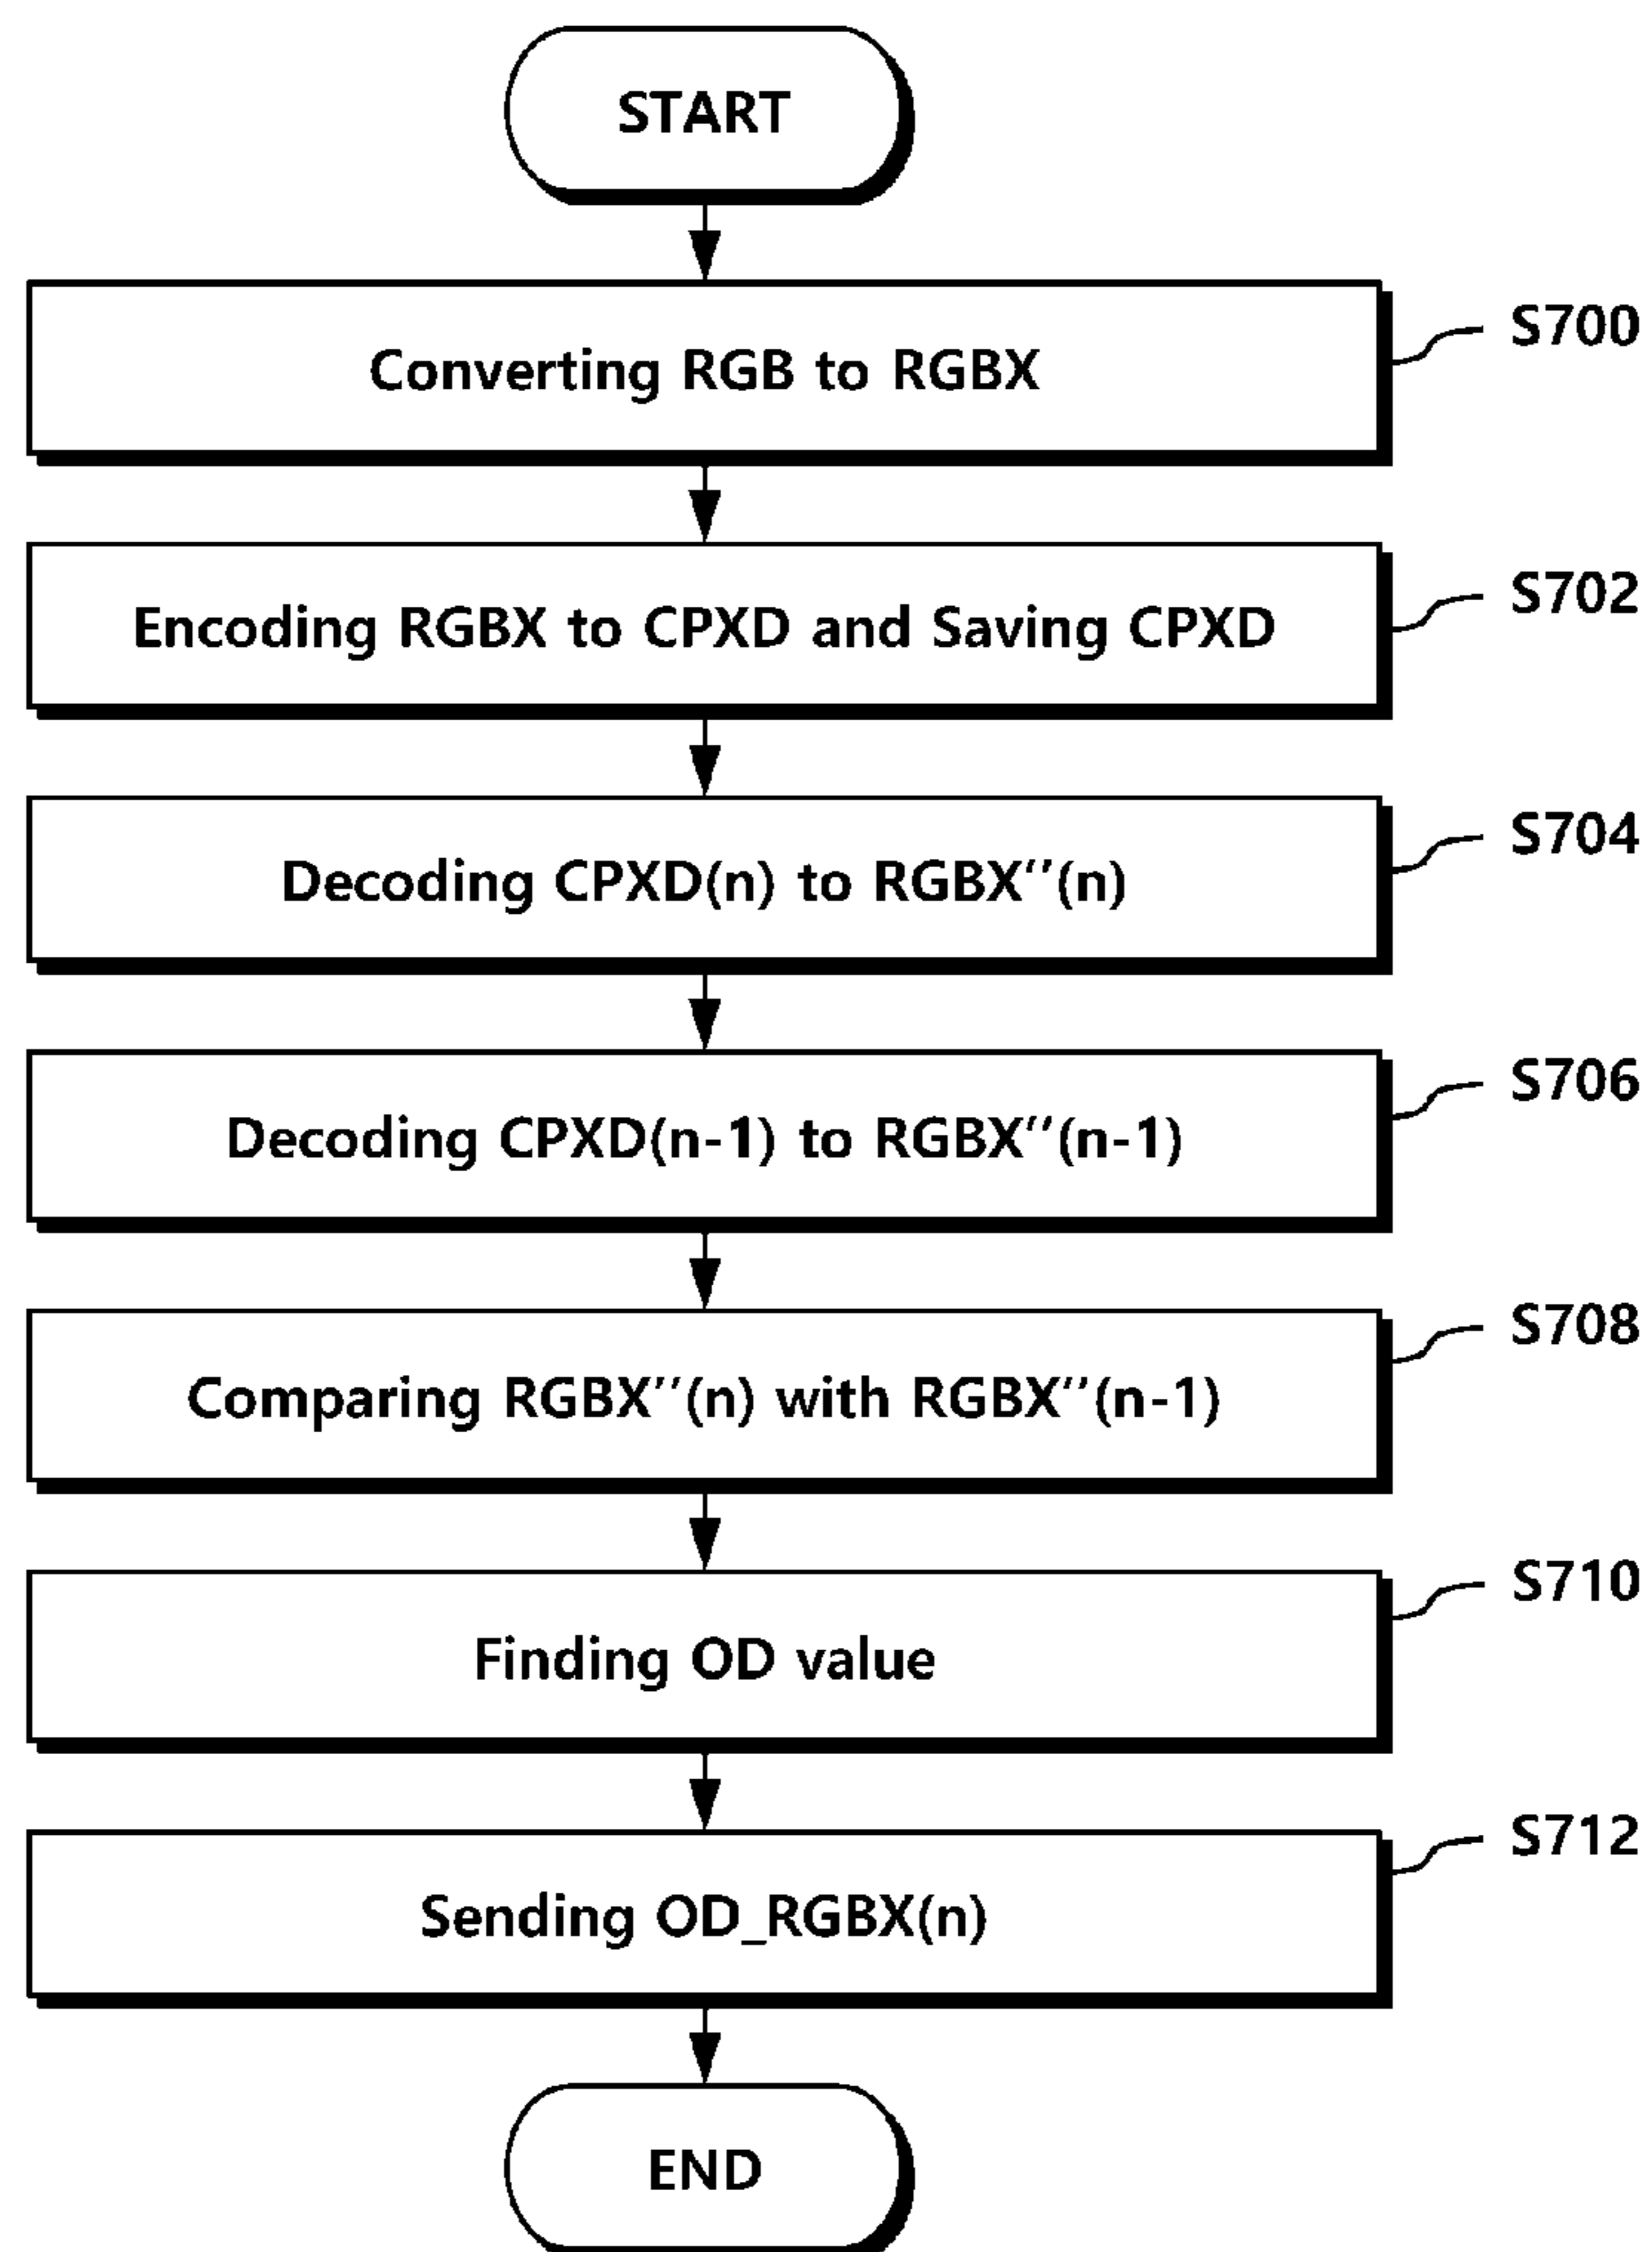 START
Converting RGB to RGBX
S700
Encoding RGBX to CPXD and Saving CPXD
S702
Decoding CPXD(n) to RGBX′′(n)
S704
Decoding CPXD(n-1) to RGBX′′(n-1)
S706
Comparing RGBX′′(n) with RGBX′′(n-1)
S708
Finding OD value
S710
Sending OD_RGBX(n)
S712
END